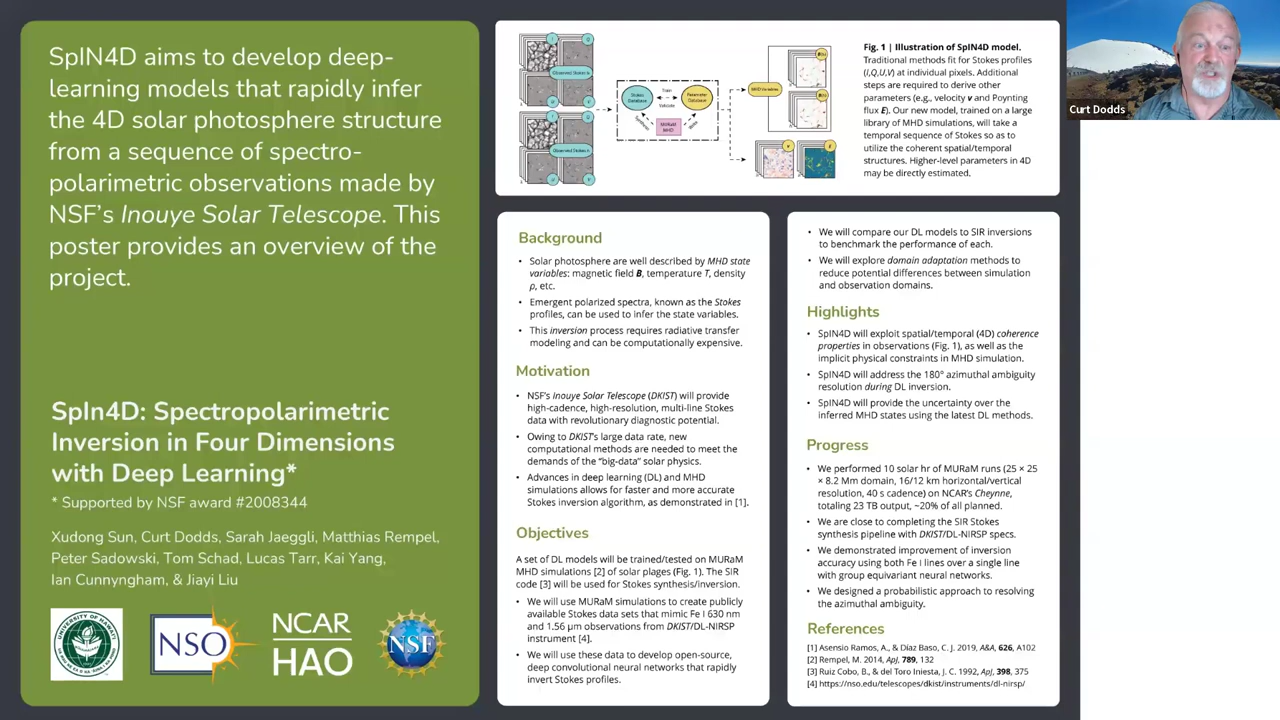 SpIN4D aims to develop deep-
learning models that rapidly infer
the 4D solar photosphere structure
from a sequence of spectro-
polarimetric observations made by
NSF's Inouye Solar Telescope. This
poster provides an overview of the
project.
SpIn4D: Spectropolarimetric
Inversion in Four Dimensions
with Deep Learning*
* Supported by NSF award #2008344
Xudong Sun, Curt Dodds, Sarah Jaeggli, Matthias Rempel,
Peter Sadowski, Tom Schad, Lucas Tarr, Kai Yang,
Ian Cunnyngham, & Jiayi Liu
NSO
NCAR
HAO
NSF
Observed Stokes
Observed Stokes
Stokes
Database
Train
Validate
Parameter
Database
MURaM
MHD
MHD Variables
Fig. 1 | Illustration of SpIN4D model.
Traditional methods fit for Stokes profiles
(I,Q,U,V) at individual pixels. Additional
steps are required to derive other
parameters (e.g., velocity v and Poynting
flux E). Our new model, trained on a large
library of MHD simulations, will take a
temporal sequence of Stokes so as to
utilize the coherent spatial/temporal
structures. Higher-level parameters in 4D
may be directly estimated.
Background
• Solar photosphere are well described by MHD state
variables: magnetic field B, temperature T, density
ρ, etc.
• Emergent polarized spectra, known as the Stokes
profiles, can be used to infer the state variables.
• This inversion process requires radiative transfer
modeling and can be computationally expensive.
Motivation
• NSF's Inouye Solar Telescope (DKIST) will provide
high-cadence, high-resolution, multi-line Stokes
data with revolutionary diagnostic potential.
• Owing to DKIST's large data rate, new
computational methods are needed to meet the
demands of the "big-data" solar physics.
• Advances in deep learning (DL) and MHD
simulations allows for faster and more accurate
Stokes inversion algorithm, as demonstrated in [1].
Objectives
A set of DL models will be trained/tested on MURaM
MHD simulations [2] of solar plages (Fig. 1). The SIR
code [3] will be used for Stokes synthesis/inversion.
• We will use MURaM simulations to create publicly
available Stokes data sets that mimic Fe I 630 nm
and 1.56 μm observations from DKIST/DL-NIRSP
instrument [4].
• We will use these data to develop open-source,
deep convolutional neural networks that rapidly
invert Stokes profiles.
• We will compare our DL models to SIR inversions
to benchmark the performance of each.
• We will explore domain adaptation methods to
reduce potential differences between simulation
and observation domains.
Highlights
• SpIN4D will exploit spatial/temporal (4D) coherence
properties in observations (Fig. 1), as well as the
implicit physical constraints in MHD simulation.
• SpIN4D will address the 180° azimuthal ambiguity
resolution during DL inversion.
• SpIN4D will provide the uncertainty over the
inferred MHD states using the latest DL methods.
Progress
• We performed 10 solar hr of MURaM runs (25 × 25
× 8.2 Mm domain, 16/12 km horizontal/vertical
resolution, 40 s cadence) on NCAR's Cheynne,
totaling 23 TB output, ~20% of all planned.
• We are close to completing the SIR Stokes
synthesis pipeline with DKIST/DL-NIRSP specs.
• We demonstrated improvement of inversion
accuracy using both Fe I lines over a single line
with group equivariant neural networks.
• We designed a probabilistic approach to resolving
the azimuthal ambiguity.
References
[1] Asensio Ramos, A., & Díaz Baso, C. J. 2019, A&A, 626, A102
[2] Rempel, M. 2014, ApJ, 789, 132
[3] Ruiz Cobo, B., & del Toro Iniesta, J. C. 1992, ApJ, 398, 375
[4] https://nso.edu/telescopes/dkist/instruments/dl-nirsp/
Curt Dodds